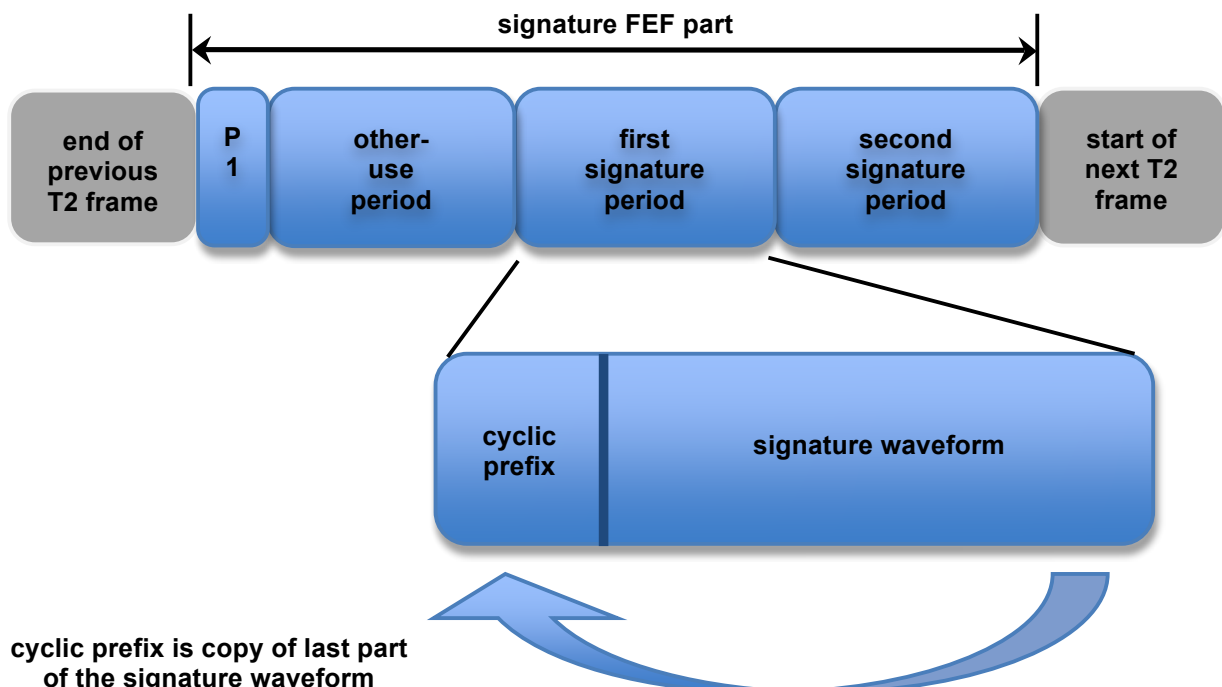 signature FEF part
end of
previous
T2 frame
P
1
other-
use
period
first
signature
period
second
signature
period
start of
next T2
frame
cyclic
prefix
signature waveform
cyclic prefix is copy of last part
of the signature waveform